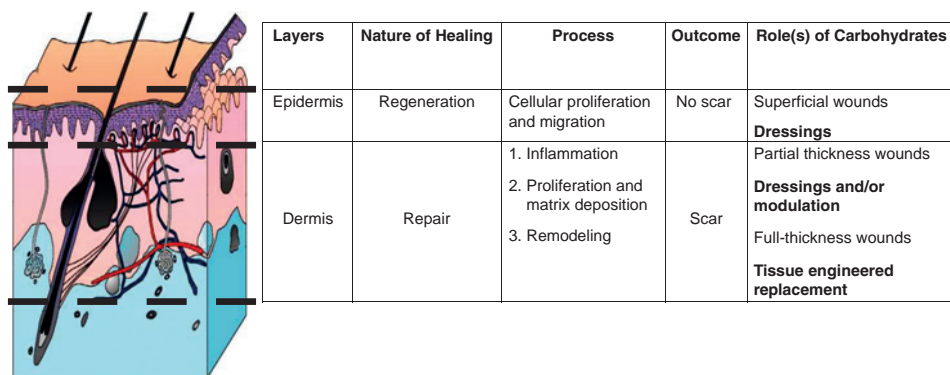 Layers Nature of Healing Process Outcome Role(s) of Carbohydrates
Epidermis Regeneration Cellular proliferation No scar Superficial wounds
and migration
Dressings
1. Inflammation Partial thickness wounds
2. Proliferation and Dressings and/or
matrix deposition modulation
Dermis Repair Scar
3. Remodeling Full-thickness wounds
Tissue engineered
replacement